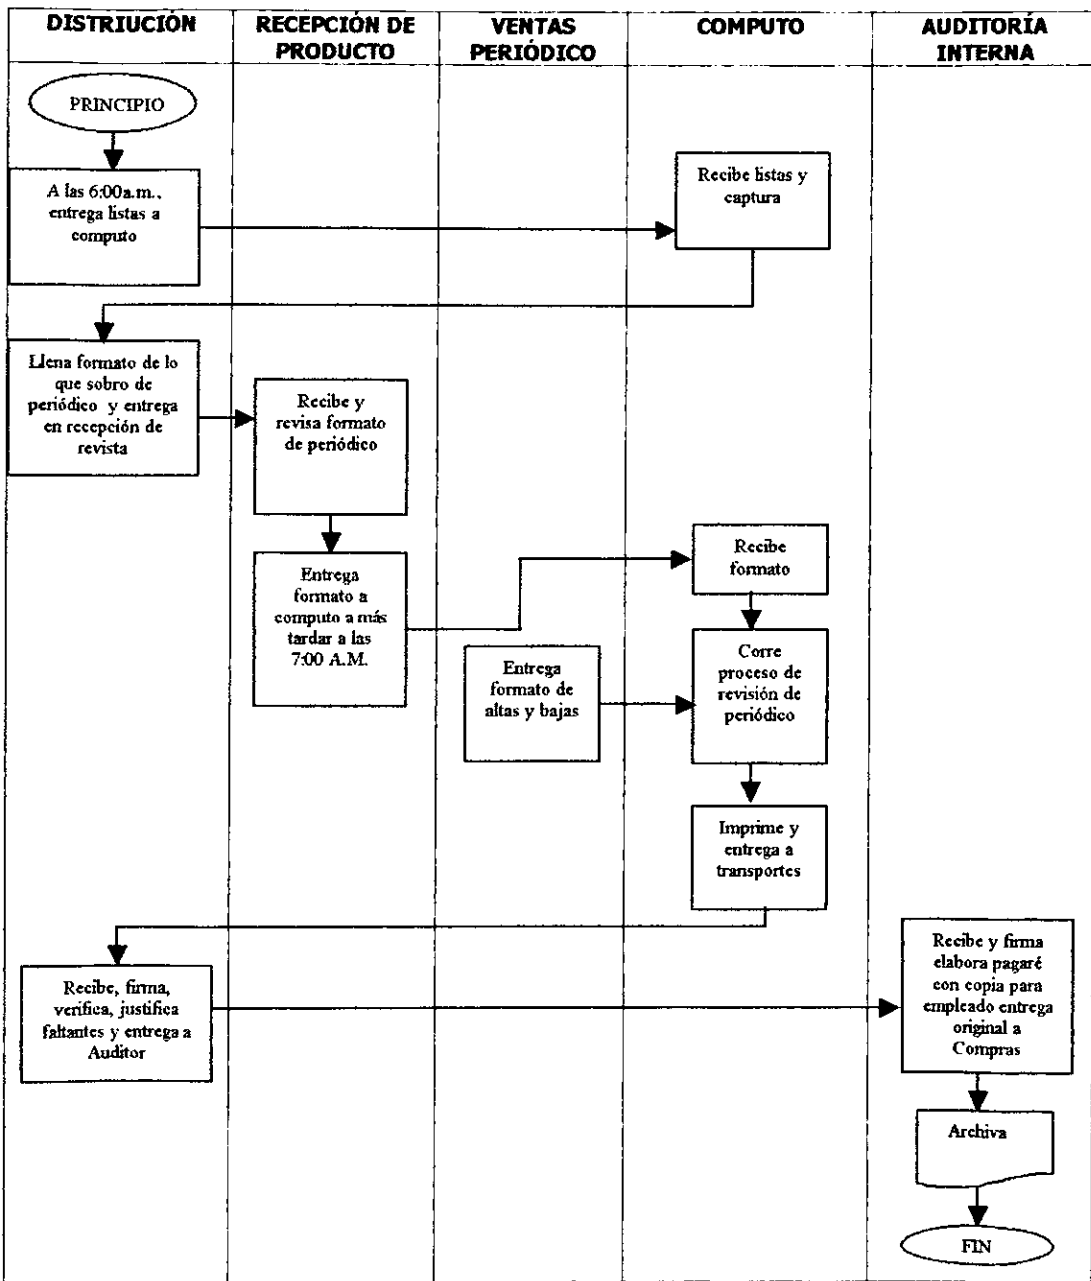 DISTRIUCIÓN
RECEPCIÓN DE
PRODUCTO
VENTAS
PERIÓDICO
COMPUTO
AUDITORÍA
INTERNA
PRINCIPIO
A las 6:00a.m.,
entrega listas a
computo
Recibe listas y
captura
Llena formato de lo
que sobro de
periódico y entrega
en recepción de
revista
Recibe y
revisa formato
de periódico
Entrega
formato a
computo a más
tardar a las
7:00 A.M.
Recibe
formato
Entrega
formato de
altas y bajas
Corre
proceso de
revisión de
periódico
Imprime y
entrega a
transportes
Recibe, firma,
verifica, justifica
faltantes y entrega a
Auditor
Recibe y firma
elabora pagaré
con copia para
empleado entrega
original a
Compras
Archiva
FIN